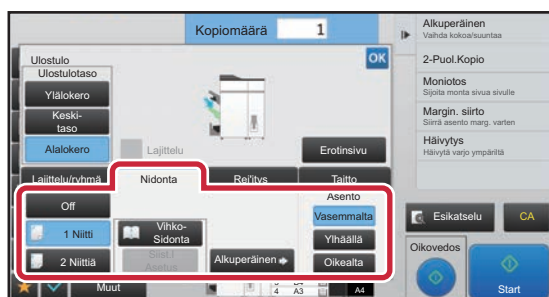 Kopiomäärä 1
Ulostulo
OK
Ulostulotaso
Ylälokero
Keski-
taso
Alalokero
Lajittelu
Erotinsivu
Lajittelu/ryhmä
Nidonta
Rei'itys
Taitto
Off
1 Niitti
2 Niittiä
Vihko-
Sidonta
Alkuperäinen
Asento
Vasemmalta
Ylhäällä
Oikealta
Muut
4 A3
A4
Alkuperäinen
Vaihda kokoa/suuntaa
2-Puol.Kopio
Moniotos
Sijoita monta sivua sivulle
Margin. siirto
Siirrä asento marg. varten
Häivytys
Häivytä varjo ympäriltä
Esikatselu
CA
Oikovedos
Start